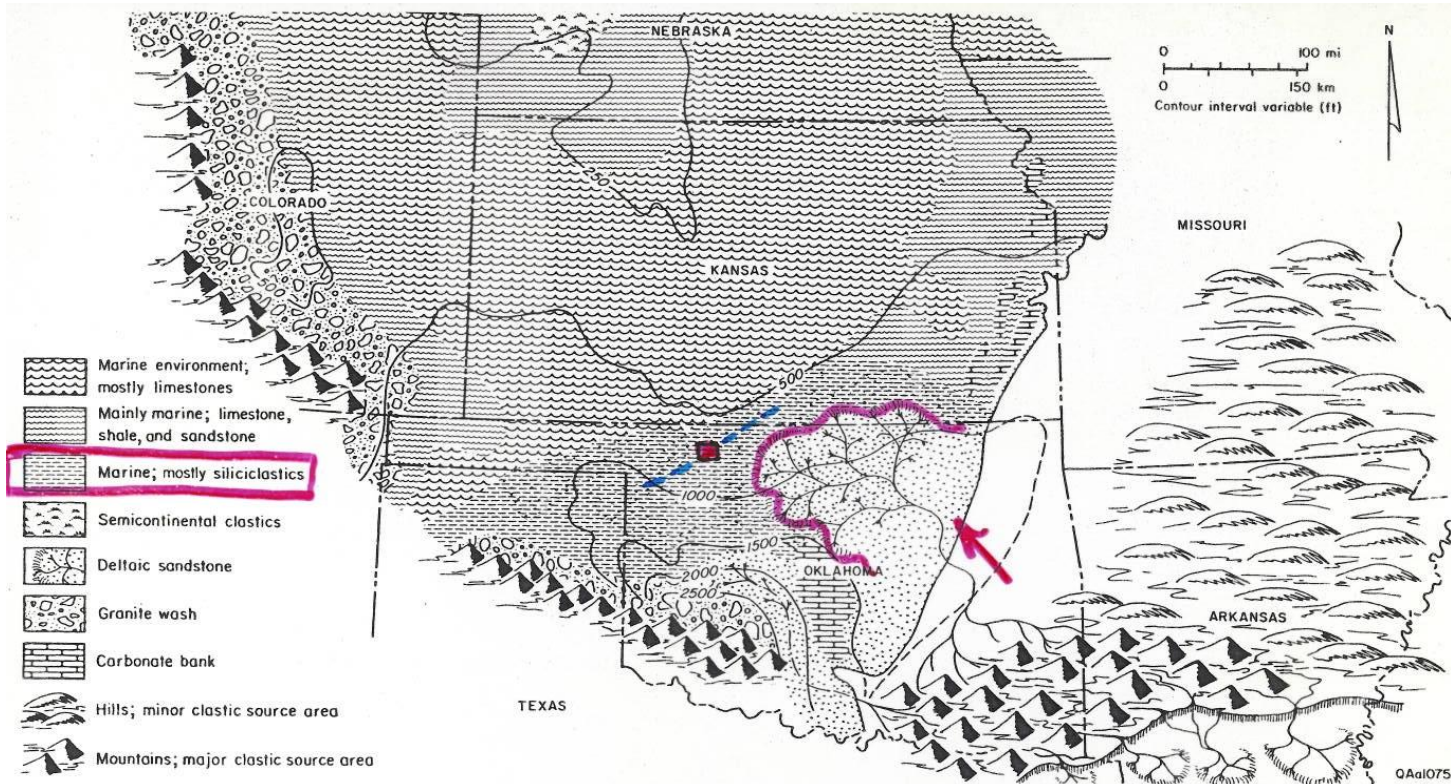 NEBRASKA
0 100 mi
0 150 km
Contour interval variable (ft)
N
250
COLORADO
MISSOURI
KANSAS
500
Marine environment;
mostly limestones
Mainly marine; limestone,
shale, and sandstone
Marine; mostly siliciclastics
Semicontinental clastics
Deltaic sandstone
Granite wash
Carbonate bank
Hills; minor clastic source area
Mountains; major clastic source area
1000
1500
2000
2500
OKLAHOMA
ARKANSAS
TEXAS
QAa1075